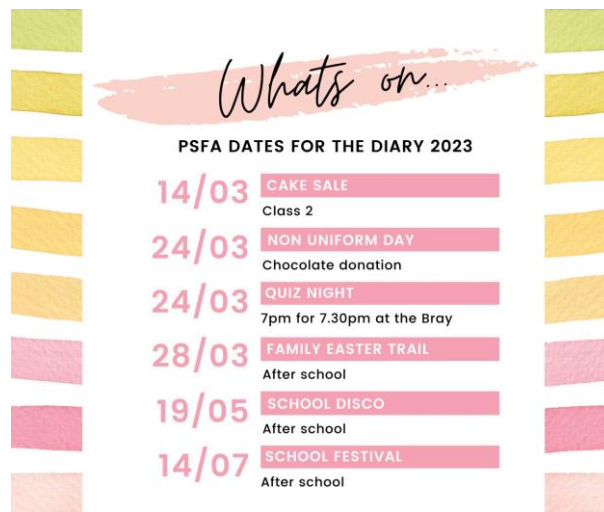 Whats on...
PSFA DATES FOR THE DIARY 2023
14/03 CAKE SALE
Class 2
24/03 NON UNIFORM DAY
Chocolate donation
24/03 QUIZ NIGHT
7pm for 7.30pm at the Bray
28/03 FAMILY EASTER TRAIL
After school
19/05 SCHOOL DISCO
After school
14/07 SCHOOL FESTIVAL
After school